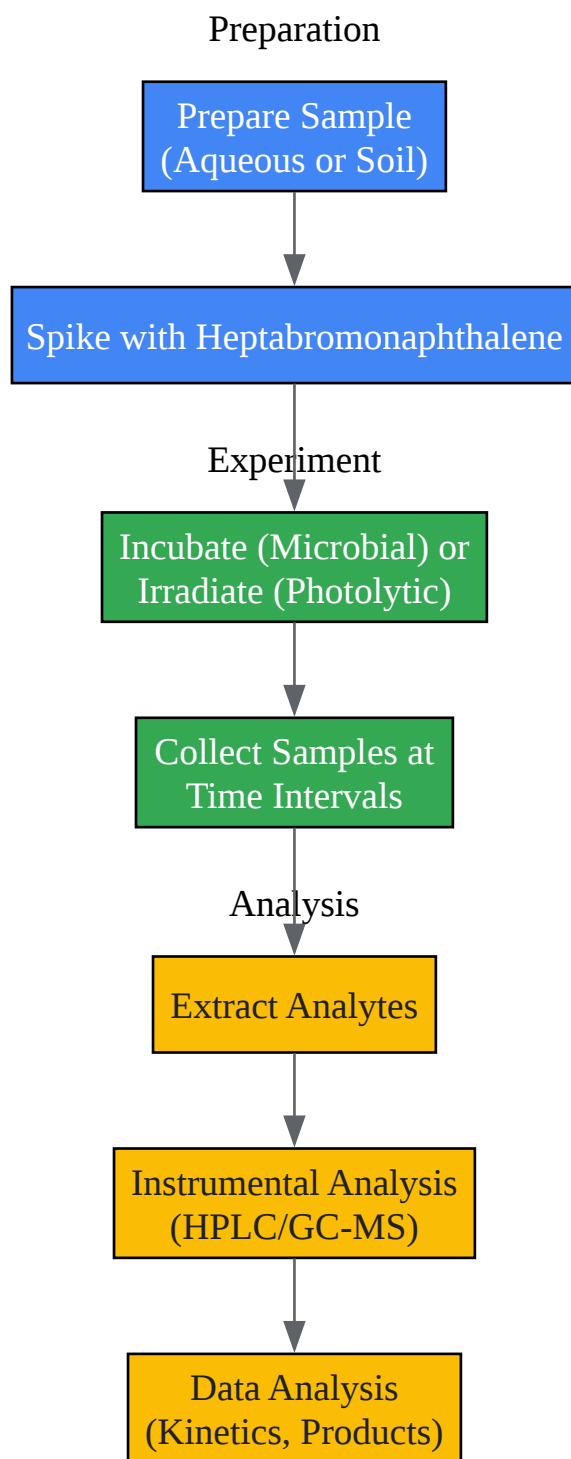 Preparation
Prepare Sample
(Aqueous or Soil)
Spike with Heptabromonaphthalene
Experiment
Incubate (Microbial) or
Irradiate (Photolytic)
Collect Samples at
Time Intervals
Analysis
Extract Analytes
Instrumental Analysis
(HPLC/GC-MS)
Data Analysis
(Kinetics, Products)